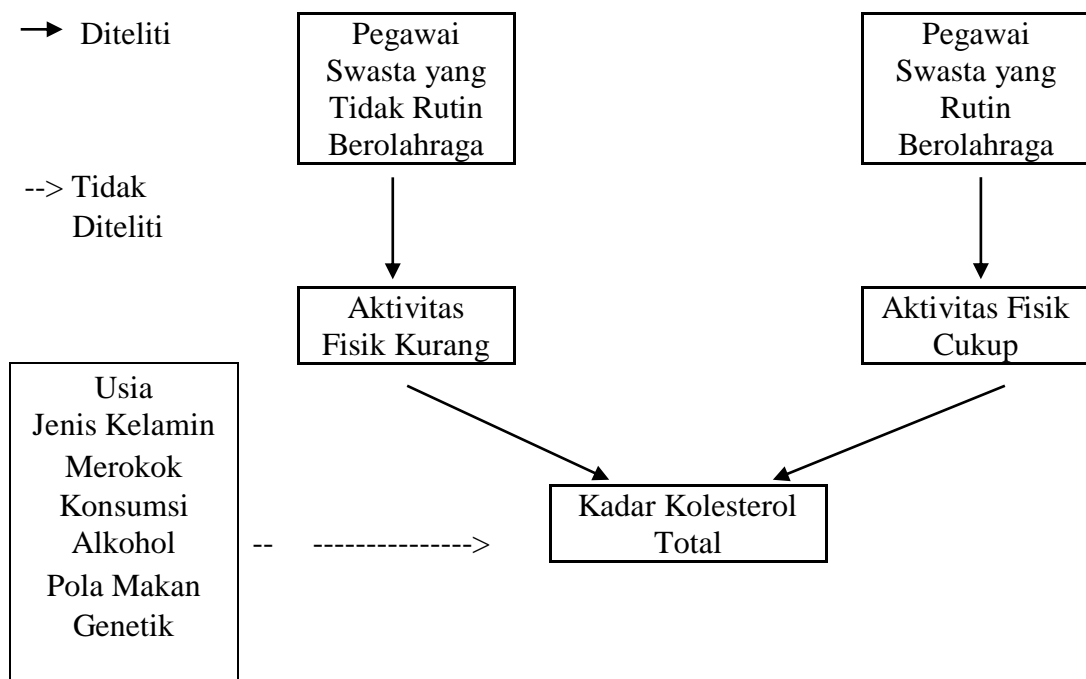 Diteliti
--> Tidak
Diteliti
Pegawai
Swasta yang
Tidak Rutin
Berolahraga
Pegawai
Swasta yang
Rutin
Berolahraga
Aktivitas
Fisik Kurang
Aktivitas Fisik
Cukup
Usia
Jenis Kelamin
Merokok
Konsumsi
Alkohol
Pola Makan
Genetik
-- --------------->
Kadar Kolesterol
Total